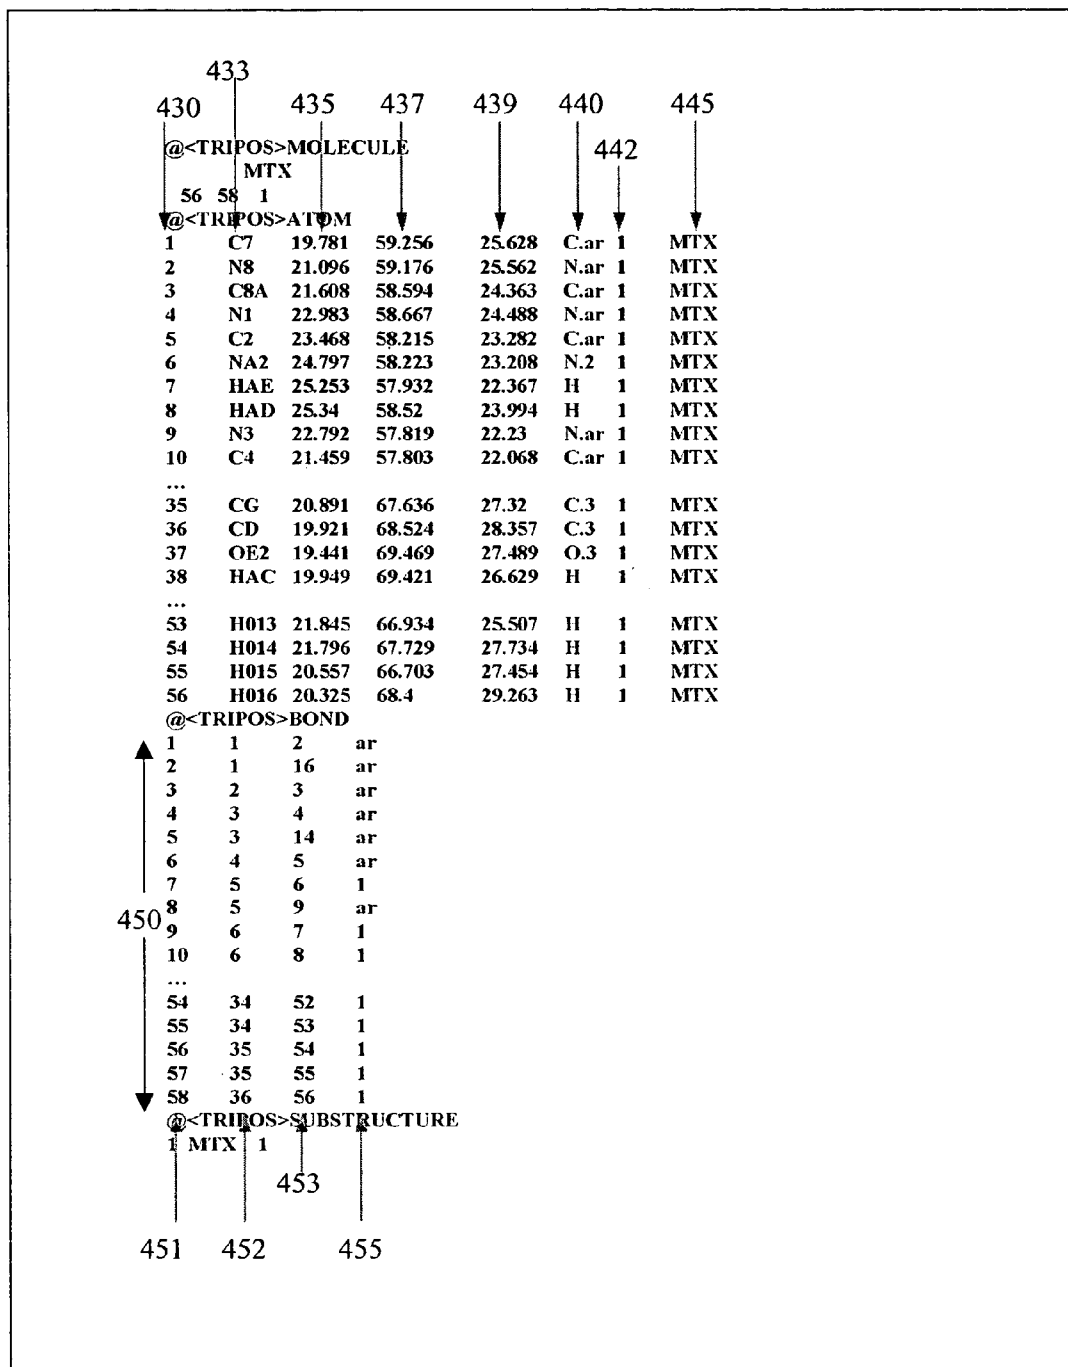 433
430 435 437 439 440 445
@<TRIPOS>MOLECULE
442
MTX
56 58 1
@<TRIPOS>ATOM
1 C7 19.781 59.256 25.628 C.ar 1 MTX
2 N8 21.096 59.176 25.562 N.ar 1 MTX
3 C8A 21.608 58.594 24.363 C.ar 1 MTX
4 N1 22.983 58.667 24.488 N.ar 1 MTX
5 C2 23.468 58.215 23.282 C.ar 1 MTX
6 NA2 24.797 58.223 23.208 N.2 1 MTX
7 HAE 25.253 57.932 22.367 H 1 MTX
8 HAD 25.34 58.52 23.994 H 1 MTX
9 N3 22.792 57.819 22.23 N.ar 1 MTX
10 C4 21.459 57.803 22.068 C.ar 1 MTX
...
35 CG 20.891 67.636 27.32 C.3 1 MTX
36 CD 19.921 68.524 28.357 C.3 1 MTX
37 OE2 19.441 69.469 27.489 O.3 1 MTX
38 HAC 19.949 69.421 26.629 H 1 MTX
...
53 H013 21.845 66.934 25.507 H 1 MTX
54 H014 21.796 67.729 27.734 H 1 MTX
55 H015 20.557 66.703 27.454 H 1 MTX
56 H016 20.325 68.4 29.263 H 1 MTX
@<TRIPOS>BOND
1 1 2 ar
2 1 16 ar
3 2 3 ar
4 3 4 ar
5 3 14 ar
6 4 5 ar
7 5 6 1
8 5 9 ar
450
9 6 7 1
10 6 8 1
...
54 34 52 1
55 34 53 1
56 35 54 1
57 35 55 1
58 36 56 1
@<TRIPOS>SUBSTRUCTURE
1 MTX 1
453
451 452 455